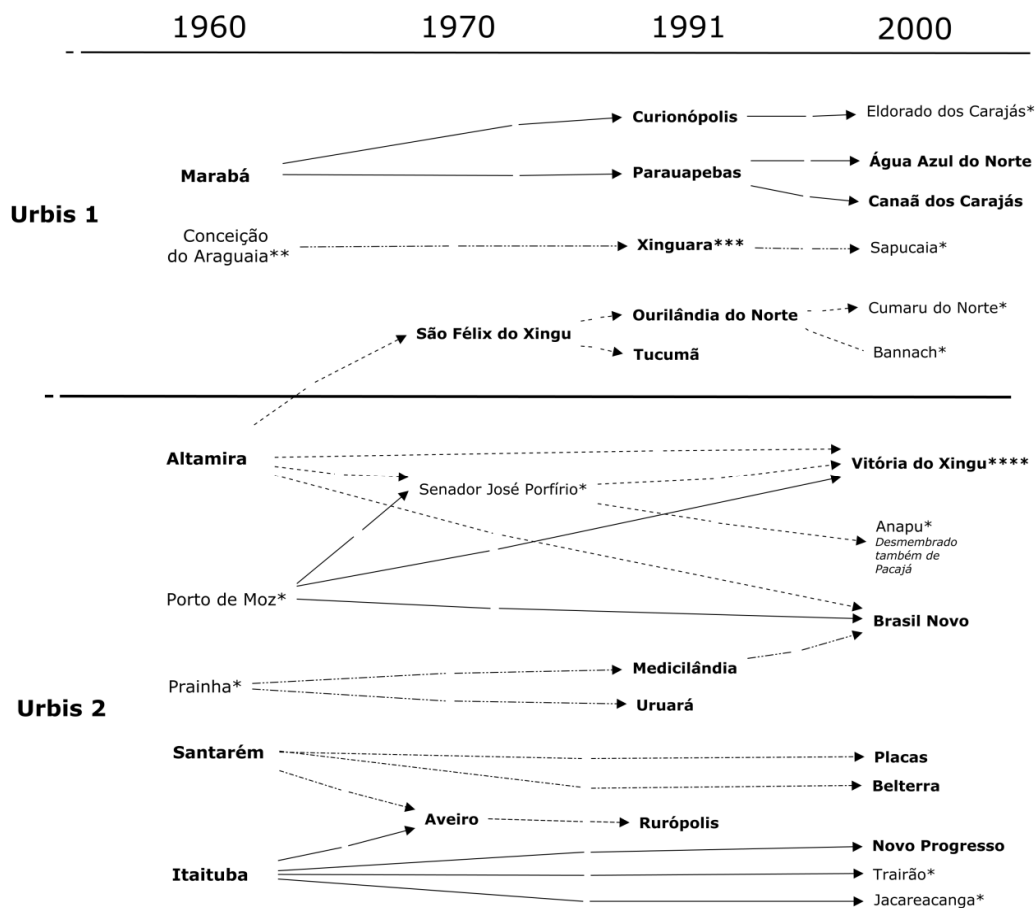 1960 1970 1991 2000
Curionópolis
Eldorado dos Carajás*
Marabá
Parauapebas
Água Azul do Norte
Canaã dos Carajás
Urbis 1
Conceição
do Araguaia**
Xinguara***
Sapucaia*
São Félix do Xingu
Ourilândia do Norte
Cumaru do Norte*
Tucumã
Bannach*
Altamira
Vitória do Xingu****
Senador José Porfírio*
Anapu*
Desmembrado
também de
Pacajá
Porto de Moz*
Brasil Novo
Prainha*
Medicilândia
Uruará
Urbis 2
Santarém
Placas
Belterra
Aveiro
Rurópolis
Itaituba
Novo Progresso
Trairão*
Jacareacanga*